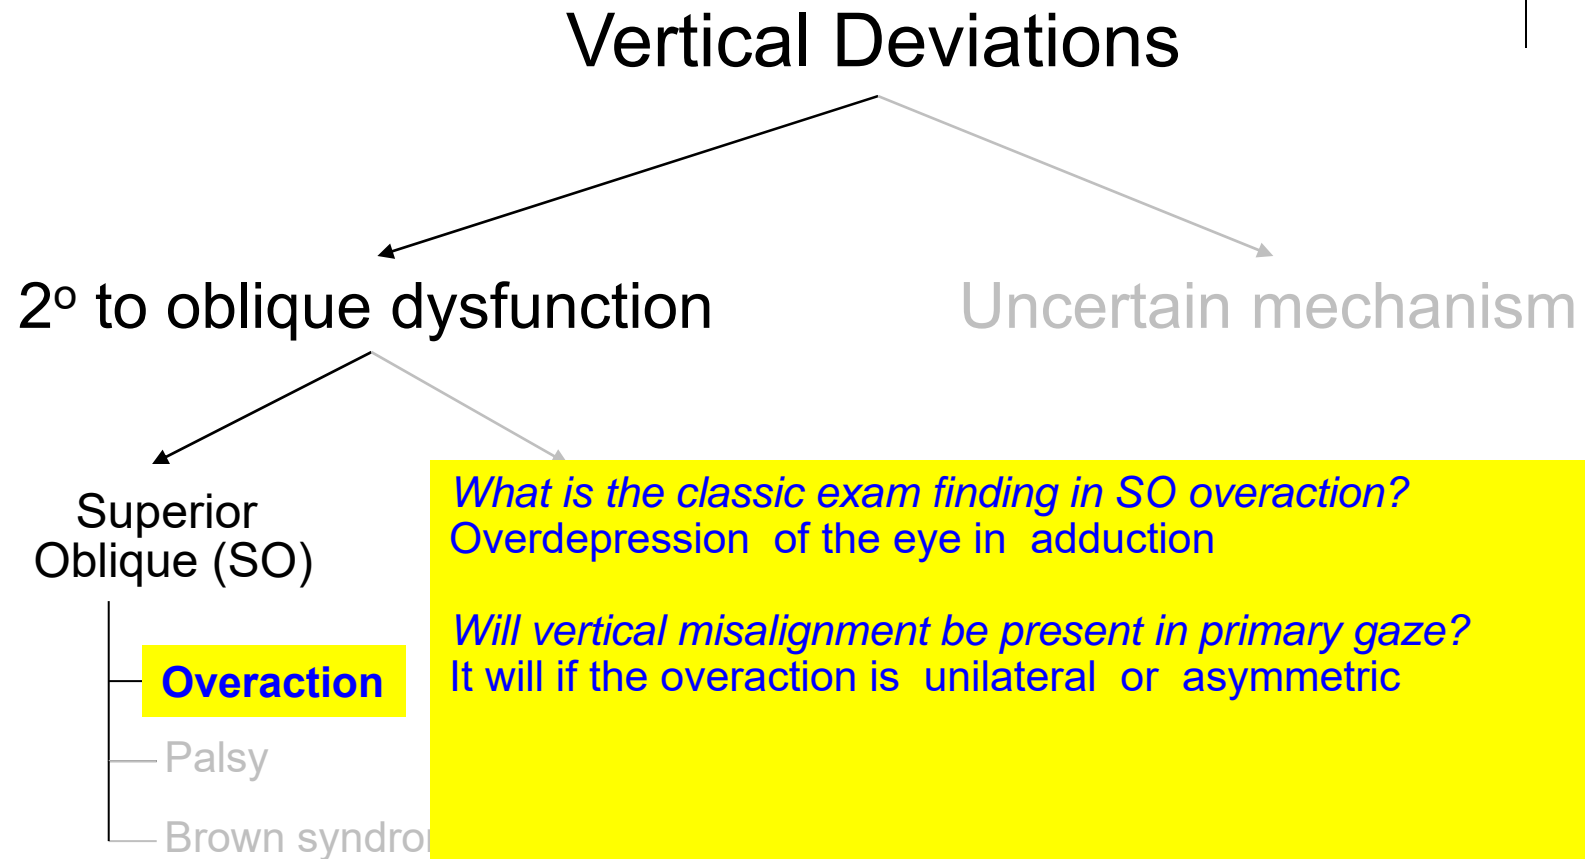 Vertical Deviations
2º to oblique dysfunction
Uncertain mechanism
Superior
Oblique (SO)
What is the classic exam finding in SO overaction?
Overdepression of the eye in adduction
Will vertical misalignment be present in primary gaze?
It will if the overaction is unilateral or asymmetric
Overaction
Palsy
Brown